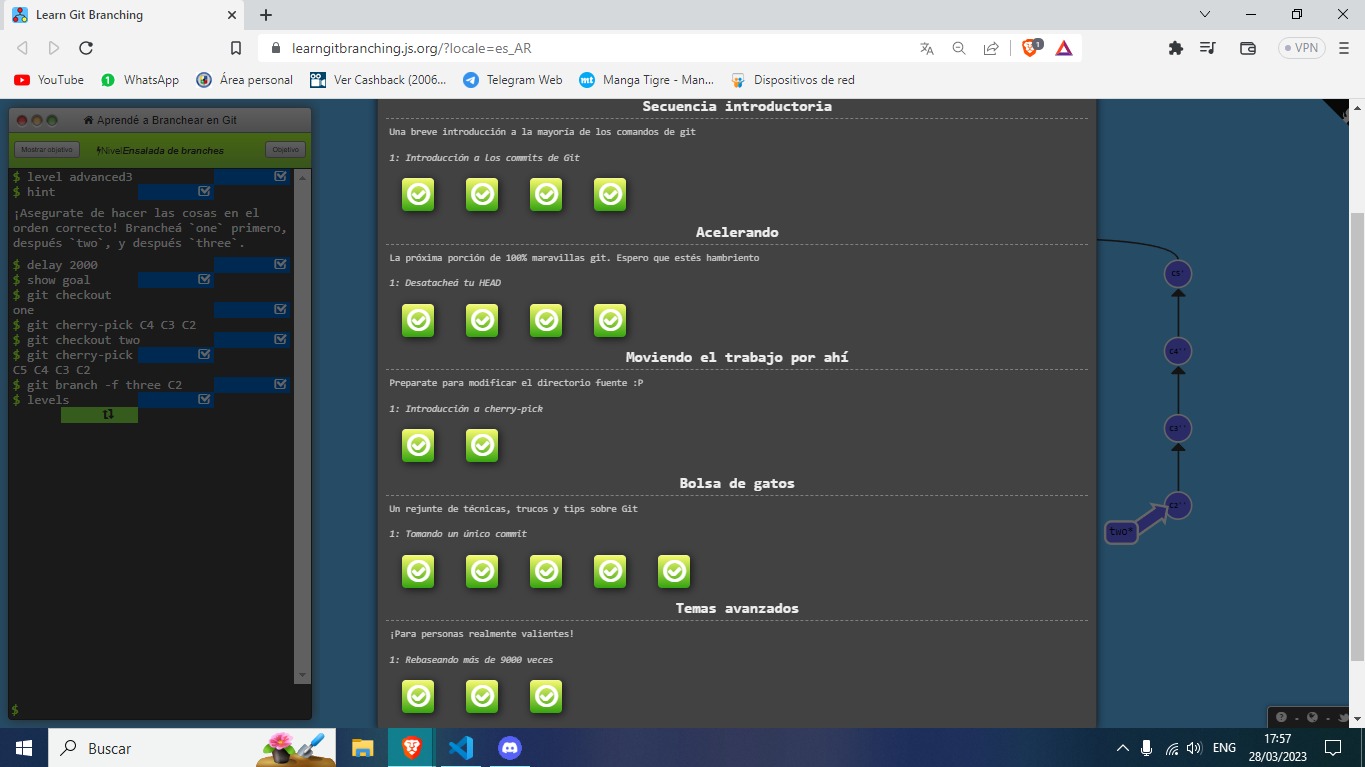 Learn Git Branching
learngitbranching.js.org/?locale=es_AR
1
VPN
YouTube
WhatsApp
Área personal
Ver Cashback (2006...
Telegram Web
Manga Tigre - Man...
Dispositivos de red
Aprendé a Branchear en Git
Mostrar objetivo
Nivel Ensalada de branches
Objetivo
$ level advanced3
$ hint
¡Asegurate de hacer las cosas en el
orden correcto! Brancheá `one` primero,
después `two`, y después `three`.
$ delay 2000
$ show goal
$ git checkout
one
$ git cherry-pick C4 C3 C2
$ git checkout two
$ git cherry-pick
C5 C4 C3 C2
$ git branch -f three C2
$ levels
$
Secuencia introductoria
Una breve introducción a la mayoría de los comandos de git
1: Introducción a los commits de Git
Acelerando
La próxima porción de 100% maravillas git. Espero que estés hambriento
1: Desatacheá tu HEAD
Moviendo el trabajo por ahí
Preparate para modificar el directorio fuente :P
1: Introducción a cherry-pick
Bolsa de gatos
Un rejunte de técnicas, trucos y tips sobre Git
1: Tomando un único commit
Temas avanzados
¡Para personas realmente valientes!
1: Rebaseando más de 9000 veces
C5'
C4''
C3''
C2''
two*
Buscar
ENG
17:57
28/03/2023